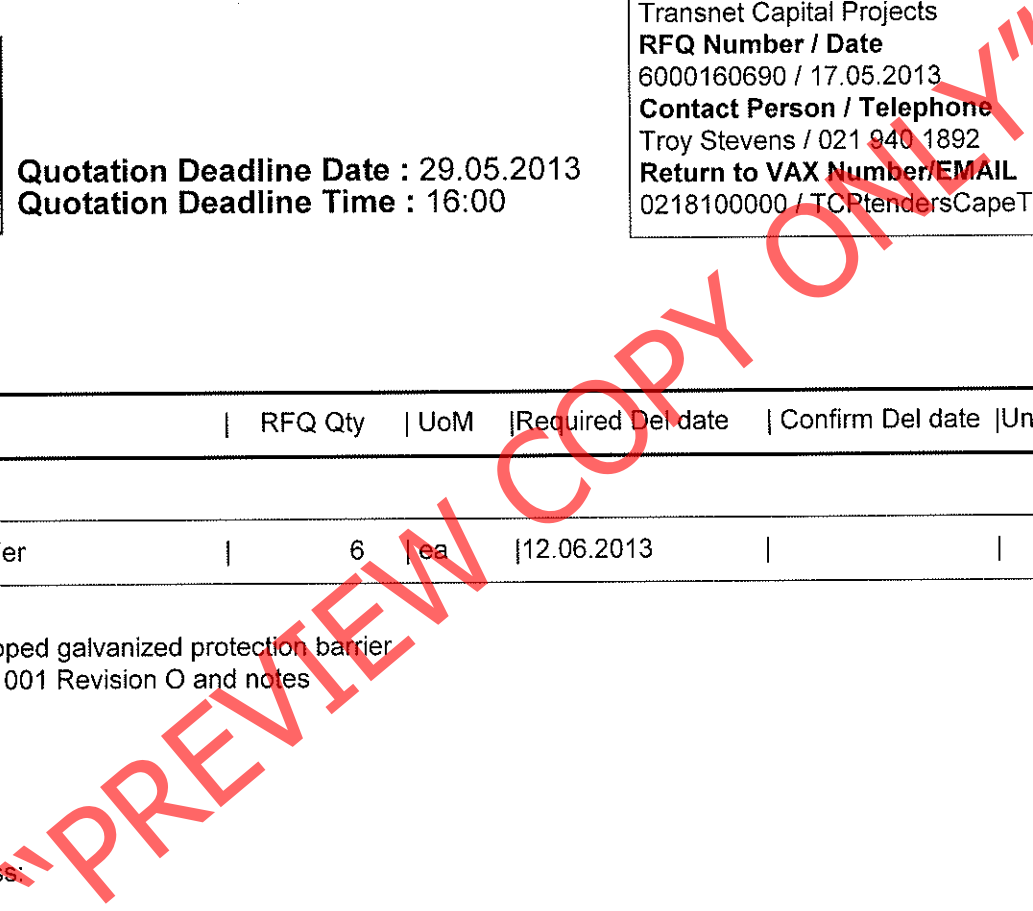 Transnet Capital Projects
RFQ Number / Date
6000160690 / 17.05.2013
Contact Person / Telephone
Troy Stevens / 021 940 1892
Return to VAX Number/EMAIL
0218100000 / TCPtendersCapeT
Quotation Deadline Date : 29.05.2013
Quotation Deadline Time : 16:00
| RFQ Qty | UoM |Required Del date | Confirm Del date |Un
er | 6 | ea |12.06.2013 | |
pped galvanized protection barrier
001 Revision O and notes
ss:
"PREVIEW COPY ONLY"